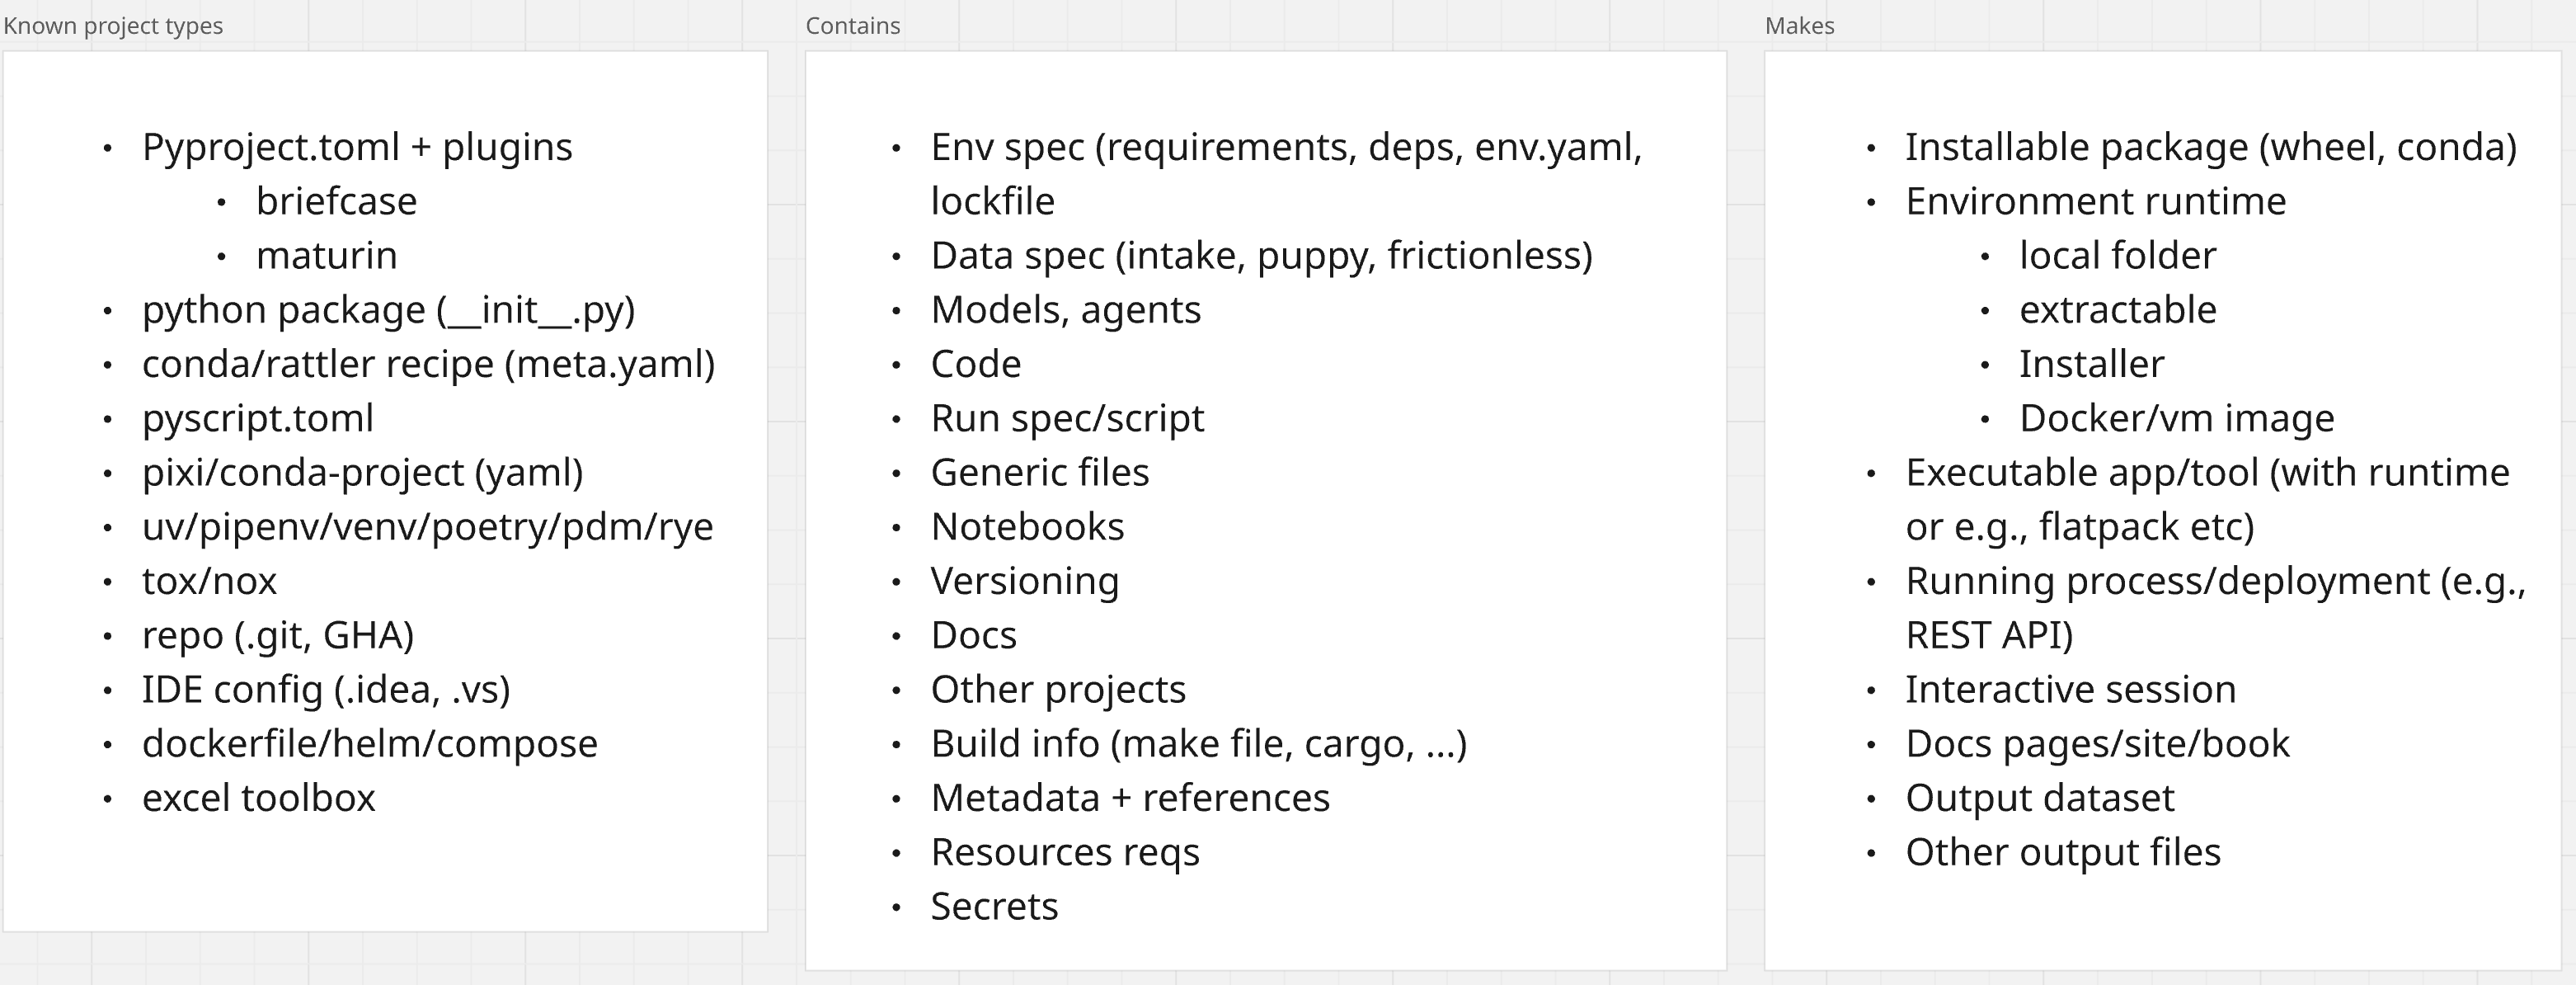 Known project types
• Pyproject.toml + plugins
• briefcase
• maturin
• python package (__init__.py)
• conda/rattler recipe (meta.yaml)
• pyscript.toml
• pixi/conda-project (yaml)
• uv/pipenv/venv/poetry/pdm/rye
• tox/nox
• repo (.git, GHA)
• IDE config (.idea, .vs)
• dockerfile/helm/compose
• excel toolbox
Contains
• Env spec (requirements, deps, env.yaml,
lockfile
• Data spec (intake, puppy, frictionless)
• Models, agents
• Code
• Run spec/script
• Generic files
• Notebooks
• Versioning
• Docs
• Other projects
• Build info (make file, cargo, ...)
• Metadata + references
• Resources reqs
• Secrets
Makes
• Installable package (wheel, conda)
• Environment runtime
• local folder
• extractable
• Installer
• Docker/vm image
• Executable app/tool (with runtime
or e.g., flatpack etc)
• Running process/deployment (e.g.,
REST API)
• Interactive session
• Docs pages/site/book
• Output dataset
• Other output files